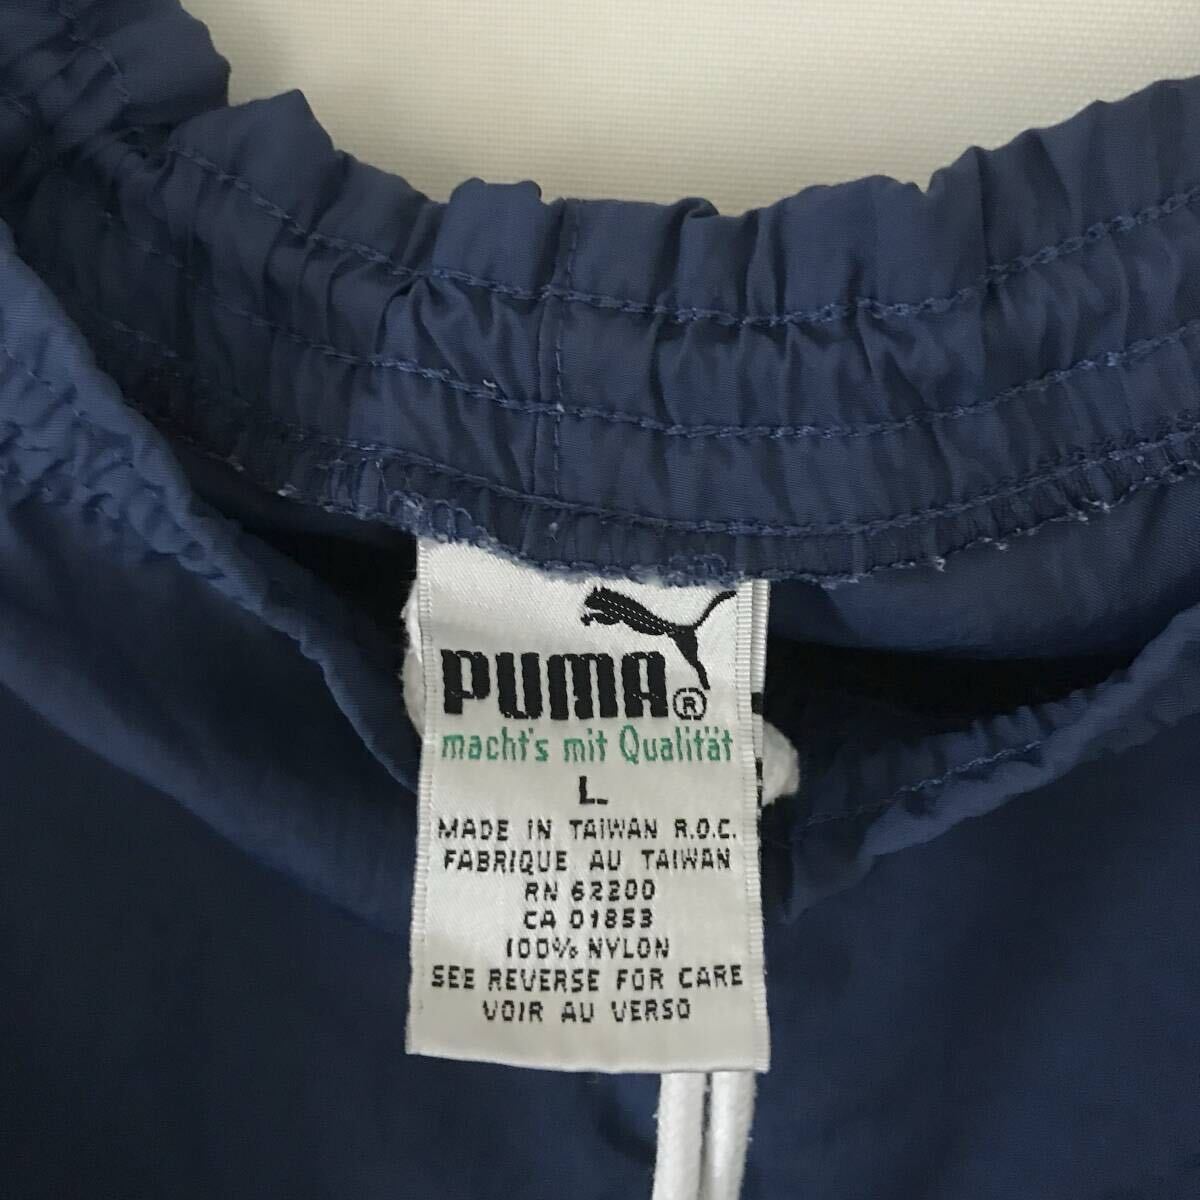 PUMA®
macht's mit Qualität
L.
MADE IN TAIWAN R.O.C.
FABRIQUE AU TAIWAN
RN 62200
CA 01853
100% NYLON
SEE REVERSE FOR CARE
VOIR AU VERSO